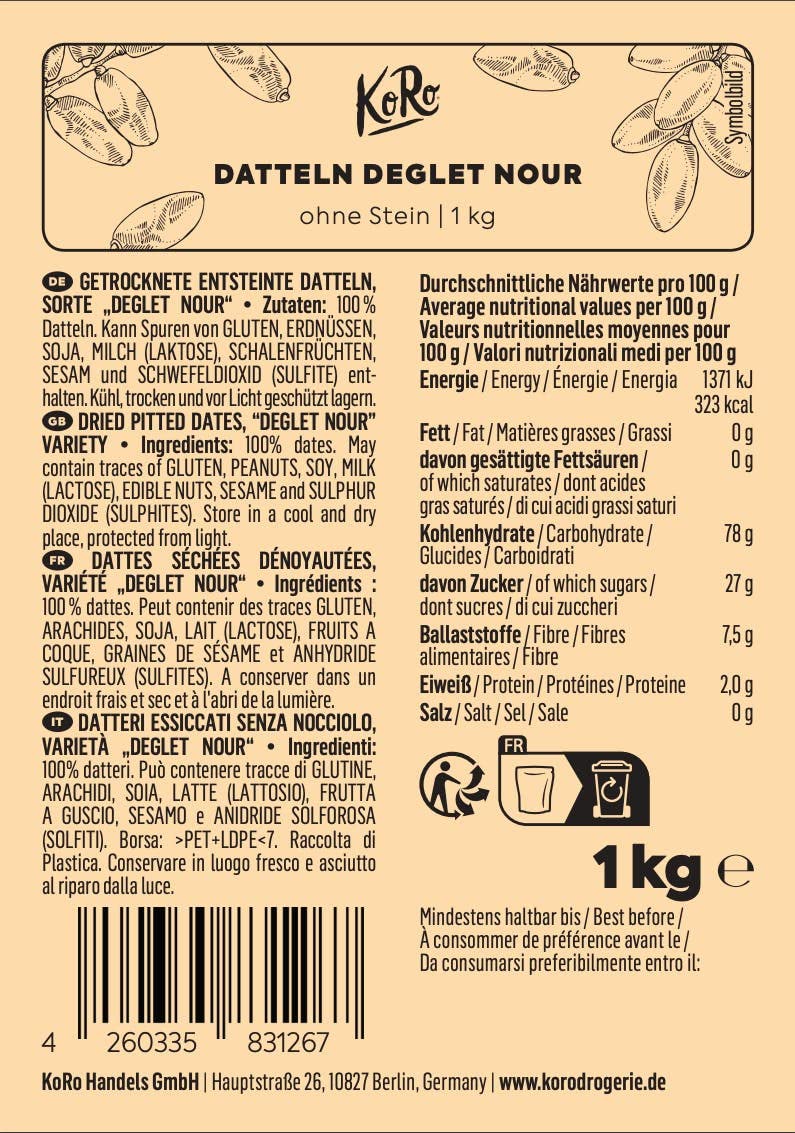 KoRo
Symbolbild
DATTELN DEGLET NOUR
ohne Stein | 1 kg
DE GETROCKNETE ENTSTEINTE DATTELN,
SORTE „DEGLET NOUR“ • Zutaten: 100 %
Datteln. Kann Spuren von GLUTEN, ERDNÜSSEN,
SOJA, MILCH (LAKTOSE), SCHALENFRÜCHTEN,
SESAM und SCHWEFELDIOXID (SULFITE) ent-
halten. Kühl, trocken und vor Licht geschützt lagern.
GB DRIED PITTED DATES, “DEGLET NOUR”
VARIETY • Ingredients: 100% dates. May
contain traces of GLUTEN, PEANUTS, SOY, MILK
(LACTOSE), EDIBLE NUTS, SESAME and SULPHUR
DIOXIDE (SULPHITES). Store in a cool and dry
place, protected from light.
FR DATTES SÉCHÉES DÉNOYAUTÉES,
VARIÉTÉ „DEGLET NOUR“ • Ingrédients :
100 % dattes. Peut contenir des traces GLUTEN,
ARACHIDES, SOJA, LAIT (LACTOSE), FRUITS A
COQUE, GRAINES DE SÉSAME et ANHYDRIDE
SULFUREUX (SULFITES). A conserver dans un
endroit frais et sec et à l'abri de la lumière.
IT DATTERI ESSICCATI SENZA NOCCIOLO,
VARIETÀ „DEGLET NOUR“ • Ingredienti:
100% datteri. Può contenere tracce di GLUTINE,
ARACHIDI, SOIA, LATTE (LATTOSIO), FRUTTA
A GUSCIO, SESAMO e ANIDRIDE SOLFOROSA
(SOLFITI). Borsa: >PET+LDPE<7. Raccolta di
Plastica. Conservare in luogo fresco e asciutto
al riparo dalla luce.
Durchschnittliche Nährwerte pro 100 g /
Average nutritional values per 100 g /
Valeurs nutritionnelles moyennes pour
100 g / Valori nutrizionali medi per 100 g
Energie / Energy / Énergie / Energia 1371 kJ
323 kcal
Fett / Fat / Matières grasses / Grassi 0 g
davon gesättigte Fettsäuren / 0 g
of which saturates / dont acides
gras saturés / di cui acidi grassi saturi
Kohlenhydrate / Carbohydrate / 78 g
Glucides / Carboidrati
davon Zucker / of which sugars / 27 g
dont sucres / di cui zuccheri
Ballaststoffe / Fibre / Fibres 7,5 g
alimentaires / Fibre
Eiweiß / Protein / Protéines / Proteine 2,0 g
Salz / Salt / Sel / Sale 0 g
FR
1 kg ℮
Mindestens haltbar bis / Best before /
À consommer de préférence avant le /
Da consumarsi preferibilmente entro il:
4 260335 831267
KoRo Handels GmbH | Hauptstraße 26, 10827 Berlin, Germany | www.korodrogerie.de